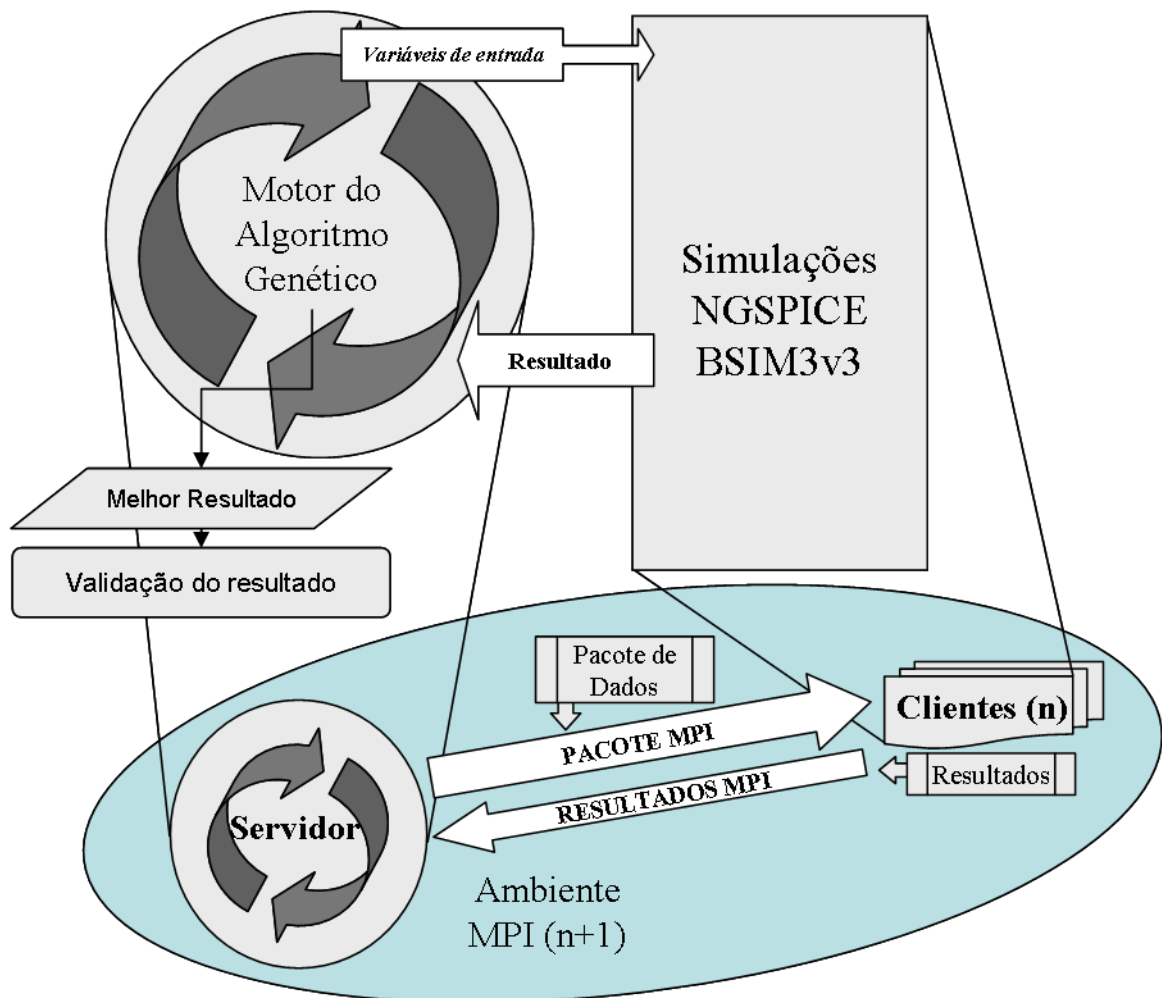 Variáveis de entrada
Motor do
Algoritmo
Genético
Simulações
NGSPICE
BSIM3v3
Resultado
Melhor Resultado
Validação do resultado
Pacote de
Dados
Clientes (n)
PACOTE MPI
Resultados
RESULTADOS MPI
Servidor
Ambiente
MPI (n+1)